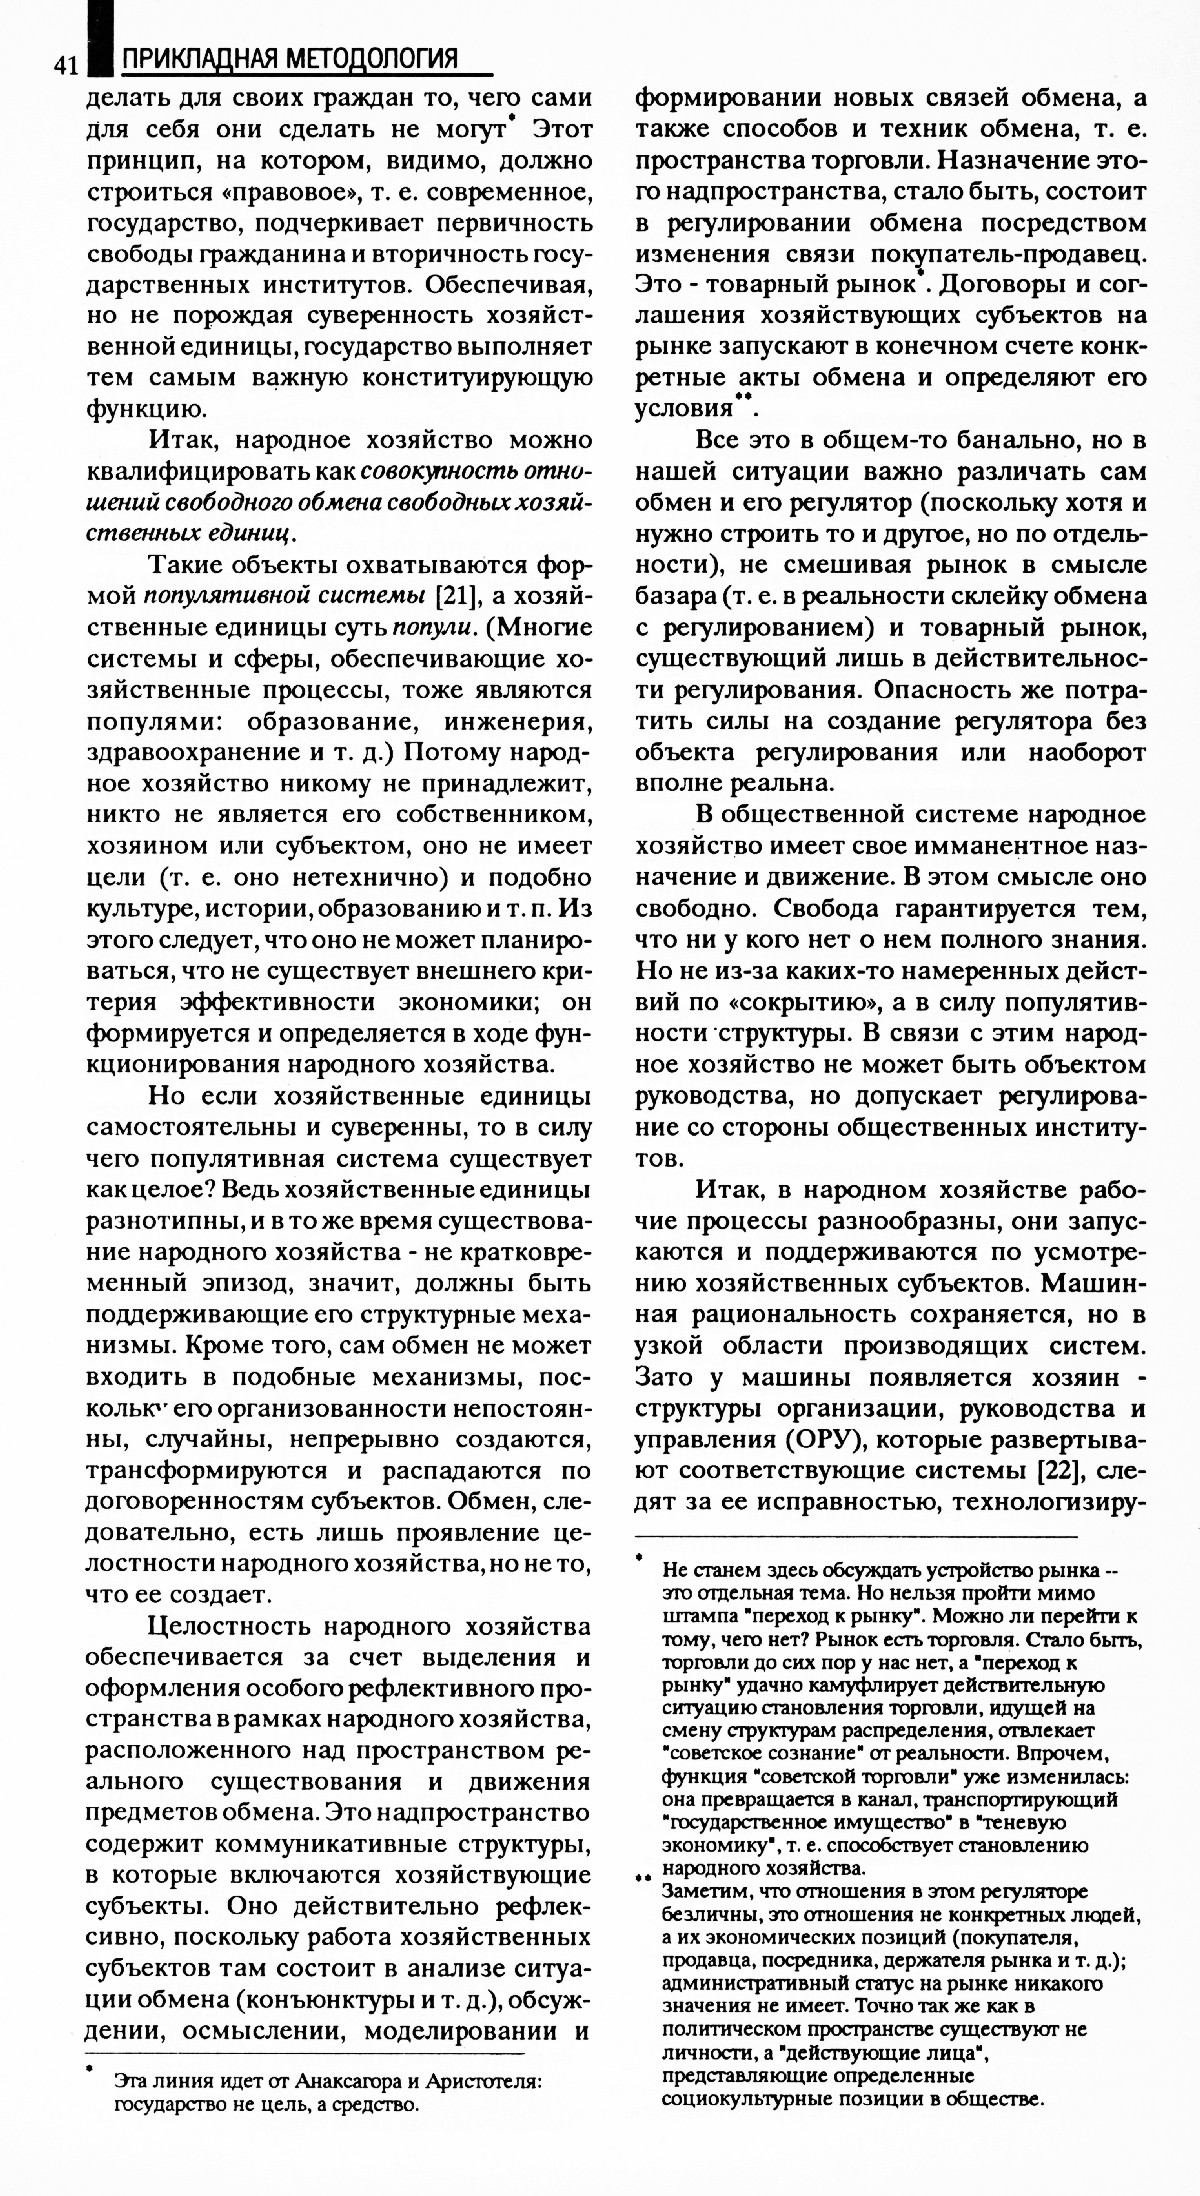 41
ПРИКЛАДНАЯ МЕТОДОЛОГИЯ
делать для своих граждан то, чего сами
для себя они сделать не могут* Этот
принцип, на котором, видимо, должно
строиться «правовое», т. е. современное,
государство, подчеркивает первичность
свободы гражданина и вторичность госу-
дарственных институтов. Обеспечивая,
но не порождая суверенность хозяйст-
венной единицы, государство выполняет
тем самым важную конституирующую
функцию.
Итак, народное хозяйство можно
квалифицировать как совокупность отно-
шений свободного обмена свободных хозяй-
ственных единиц.
Такие объекты охватываются фор-
мой популятивной системы [21], а хозяй-
ственные единицы суть попули. (Многие
системы и сферы, обеспечивающие хо-
зяйственные процессы, тоже являются
популями: образование, инженерия,
здравоохранение и т. д.) Потому народ-
ное хозяйство никому не принадлежит,
никто не является его собственником,
хозяином или субъектом, оно не имеет
цели (т. е. оно нетехнично) и подобно
культуре, истории, образованию и т. п. Из
этого следует, что оно не может планиро-
ваться, что не существует внешнего кри-
терия эффективности экономики; он
формируется и определяется в ходе фун-
кционирования народного хозяйства.
Но если хозяйственные единицы
самостоятельны и суверенны, то в силу
чего популятивная система существует
как целое? Ведь хозяйственные единицы
разнотипны, и в то же время существова-
ние народного хозяйства - не кратковре-
менный эпизод, значит, должны быть
поддерживающие его структурные меха-
низмы. Кроме того, сам обмен не может
входить в подобные механизмы, пос-
кольку его организованности непостоян-
ны, случайны, непрерывно создаются,
трансформируются и распадаются по
договоренностям субъектов. Обмен, сле-
довательно, есть лишь проявление це-
лостности народного хозяйства, но не то,
что ее создает.
Целостность народного хозяйства
обеспечивается за счет выделения и
оформления особого рефлективного про-
странства в рамках народного хозяйства,
расположенного над пространством ре-
ального существования и движения
предметов обмена. Это надпространство
содержит коммуникативные структуры,
в которые включаются хозяйствующие
субъекты. Оно действительно рефлек-
сивно, поскольку работа хозяйственных
субъектов там состоит в анализе ситуа-
ции обмена (конъюнктуры и т. д.), обсуж-
дении, осмыслении, моделировании и
* Эта линия идет от Анаксагора и Аристотеля:
государство не цель, а средство.
формировании новых связей обмена, а
также способов и техник обмена, т. е.
пространства торговли. Назначение это-
го надпространства, стало быть, состоит
в регулировании обмена посредством
изменения связи покупатель-продавец.
Это - товарный рынок*. Договоры и сог-
лашения хозяйствующих субъектов на
рынке запускают в конечном счете конк-
ретные акты обмена и определяют его
условия**.
Все это в общем-то банально, но в
нашей ситуации важно различать сам
обмен и его регулятор (поскольку хотя и
нужно строить то и другое, но по отдель-
ности), не смешивая рынок в смысле
базара (т. е. в реальности склейку обмена
с регулированием) и товарный рынок,
существующий лишь в действительнос-
ти регулирования. Опасность же потра-
тить силы на создание регулятора без
объекта регулирования или наоборот
вполне реальна.
В общественной системе народное
хозяйство имеет свое имманентное наз-
начение и движение. В этом смысле оно
свободно. Свобода гарантируется тем,
что ни у кого нет о нем полного знания.
Но не из-за каких-то намеренных дейст-
вий по «сокрытию», а в силу популятив-
ности структуры. В связи с этим народ-
ное хозяйство не может быть объектом
руководства, но допускает регулирова-
ние со стороны общественных институ-
тов.
Итак, в народном хозяйстве рабо-
чие процессы разнообразны, они запус-
каются и поддерживаются по усмотре-
нию хозяйственных субъектов. Машин-
ная рациональность сохраняется, но в
узкой области производящих систем.
Зато у машины появляется хозяин -
структуры организации, руководства и
управления (ОРУ), которые развертыва-
ют соответствующие системы [22], сле-
дят за ее исправностью, технологизиру-
* Не станем здесь обсуждать устройство рынка --
это отдельная тема. Но нельзя пройти мимо
штампа "переход к рынку". Можно ли перейти к
тому, чего нет? Рынок есть торговля. Стало быть,
торговли до сих пор у нас нет, а "переход к
рынку" удачно камуфлирует действительную
ситуацию становления торговли, идущей на
смену структурам распределения, отвлекает
"советское сознание" от реальности. Впрочем,
функция "советской торговли" уже изменилась:
она превращается в канал, транспортирующий
"государственное имущество" в "теневую
экономику", т. е. способствует становлению
народного хозяйства.
** Заметим, что отношения в этом регуляторе
безличны, это отношения не конкретных людей,
а их экономических позиций (покупателя,
продавца, посредника, держателя рынка и т. д.);
административный статус на рынке никакого
значения не имеет. Точно так же как в
политическом пространстве существуют не
личности, а "действующие лица",
представляющие определенные
социокультурные позиции в обществе.